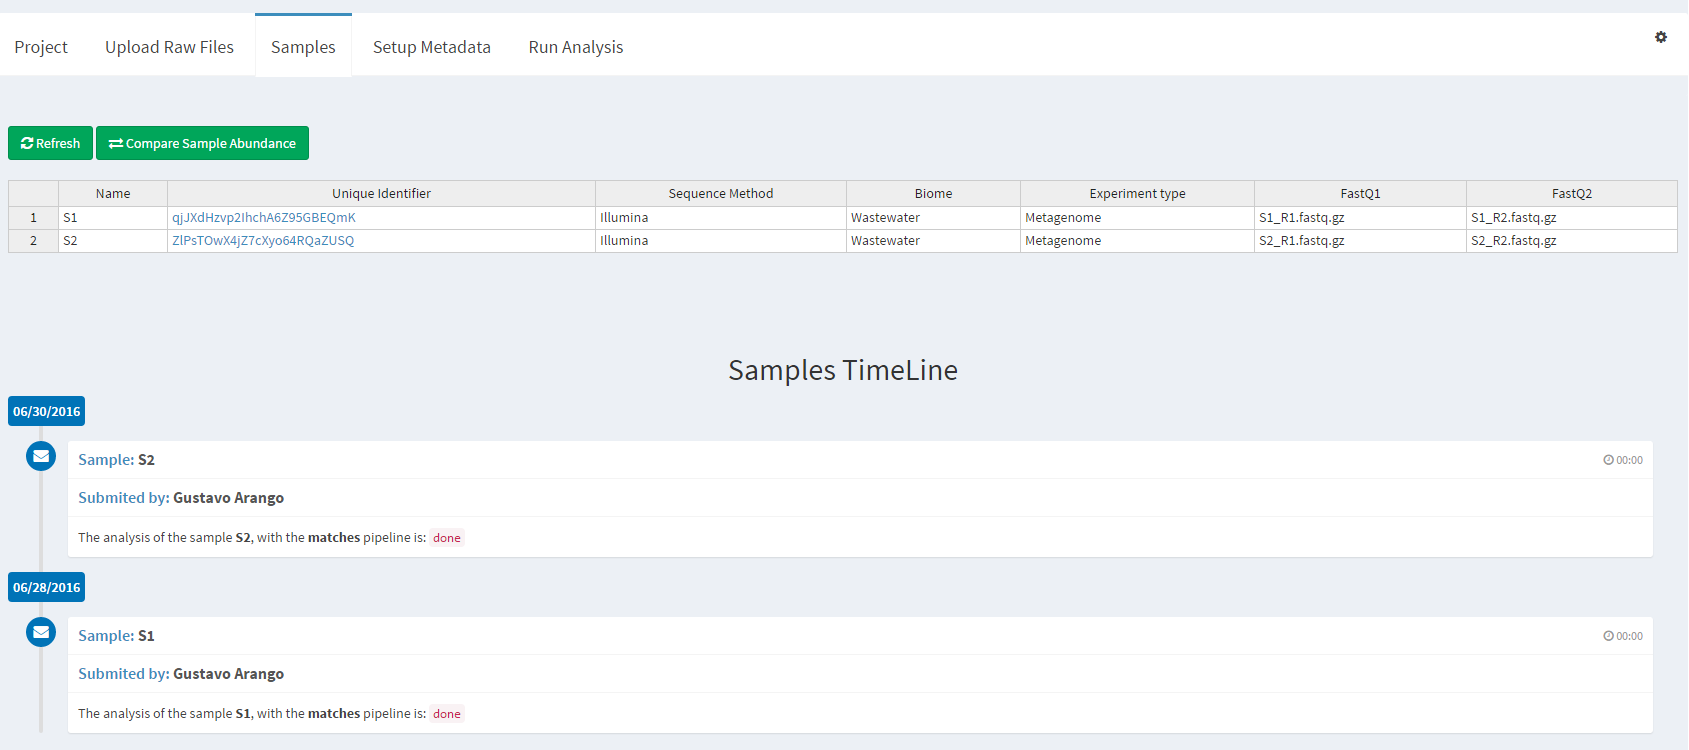 Project Upload Raw Files Samples Setup Metadata Run Analysis
Refresh Compare Sample Abundance
Name Unique Identifier Sequence Method Biome Experiment type FastQ1 FastQ2
1 S1 qjJXdHzvp2IhchA6Z95GBEQmK Illumina Wastewater Metagenome S1_R1.fastq.gz S1_R2.fastq.gz
2 S2 ZlPsTOwX4jZ7cXyo64RQaZUSQ Illumina Wastewater Metagenome S2_R1.fastq.gz S2_R2.fastq.gz
Samples TimeLine
06/30/2016
Sample: S2 00:00
Submited by: Gustavo Arango
The analysis of the sample S2, with the matches pipeline is: done
06/28/2016
Sample: S1 00:00
Submited by: Gustavo Arango
The analysis of the sample S1, with the matches pipeline is: done